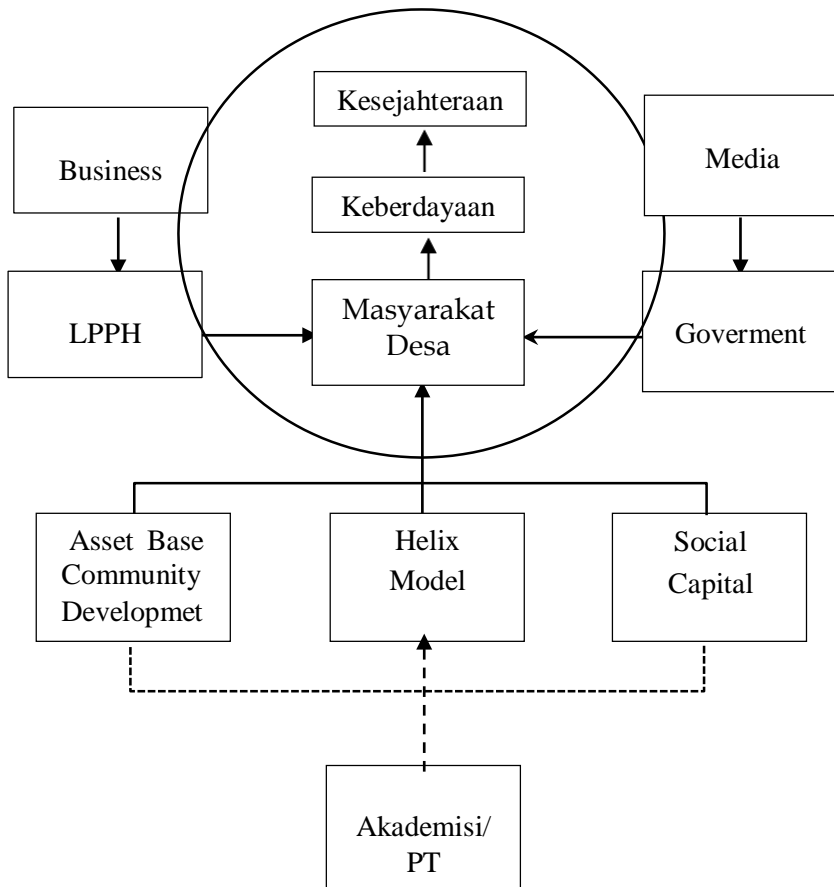 Kesejahteraan
Business
Media
Keberdayaan
LPPH
Masyarakat
Desa
Goverment
Asset Base
Community
Developmet
Helix
Model
Social
Capital
Akademisi/
PT